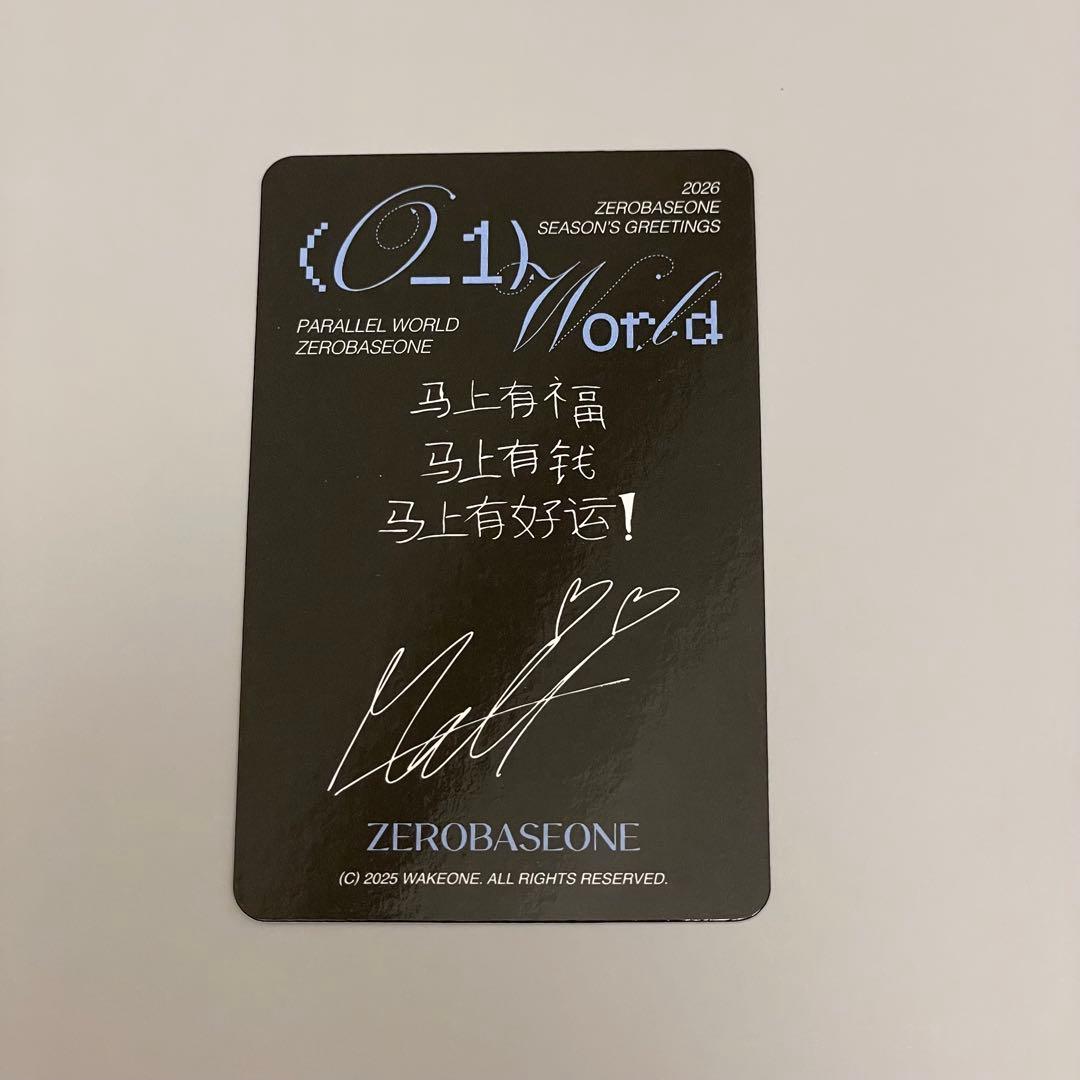 (0_1) World
2026
ZEROBASEONE
SEASON'S GREETINGS
PARALLEL WORLD
ZEROBASEONE
马上有福
马上有钱
马上有好运!
Matt
ZEROBASEONE
(C) 2025 WAKEONE. ALL RIGHTS RESERVED.